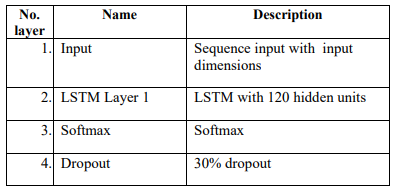 No. layer Name Description
1. Input Sequence input with input
dimensions
2. LSTM Layer 1 LSTM with 120 hidden units
3. Softmax Softmax
4. Dropout 30% dropout